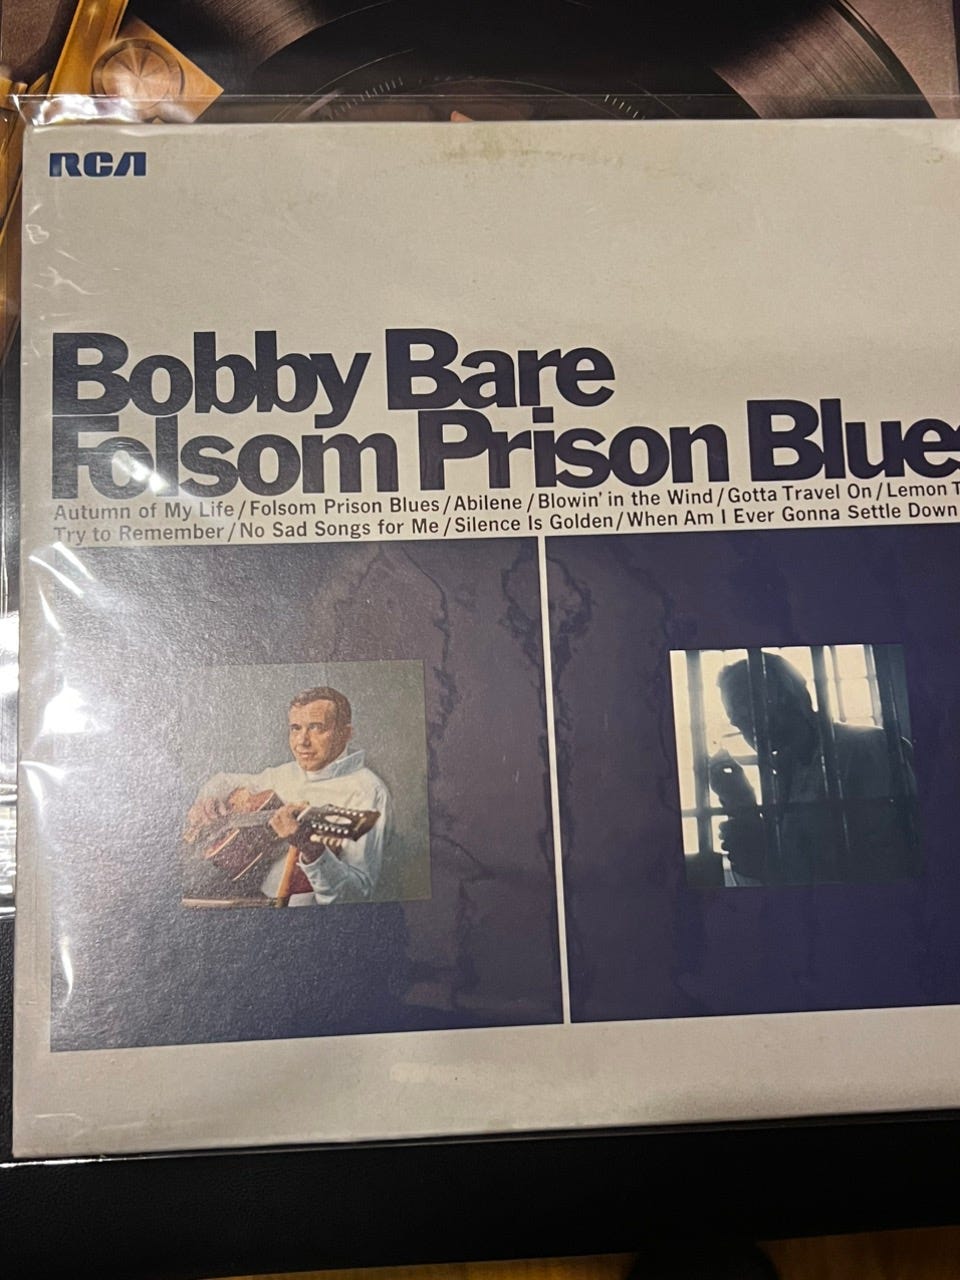 RCA
Bobby Bare
Folsom Prison Blues
Autumn of My Life/Folsom Prison Blues/Abilene/Blowin' in the Wind/Gotta Travel On/Lemon
Try to Remember/No Sad Songs for Me/Silence Is Golden/When Am I Ever Gonna Settle Down